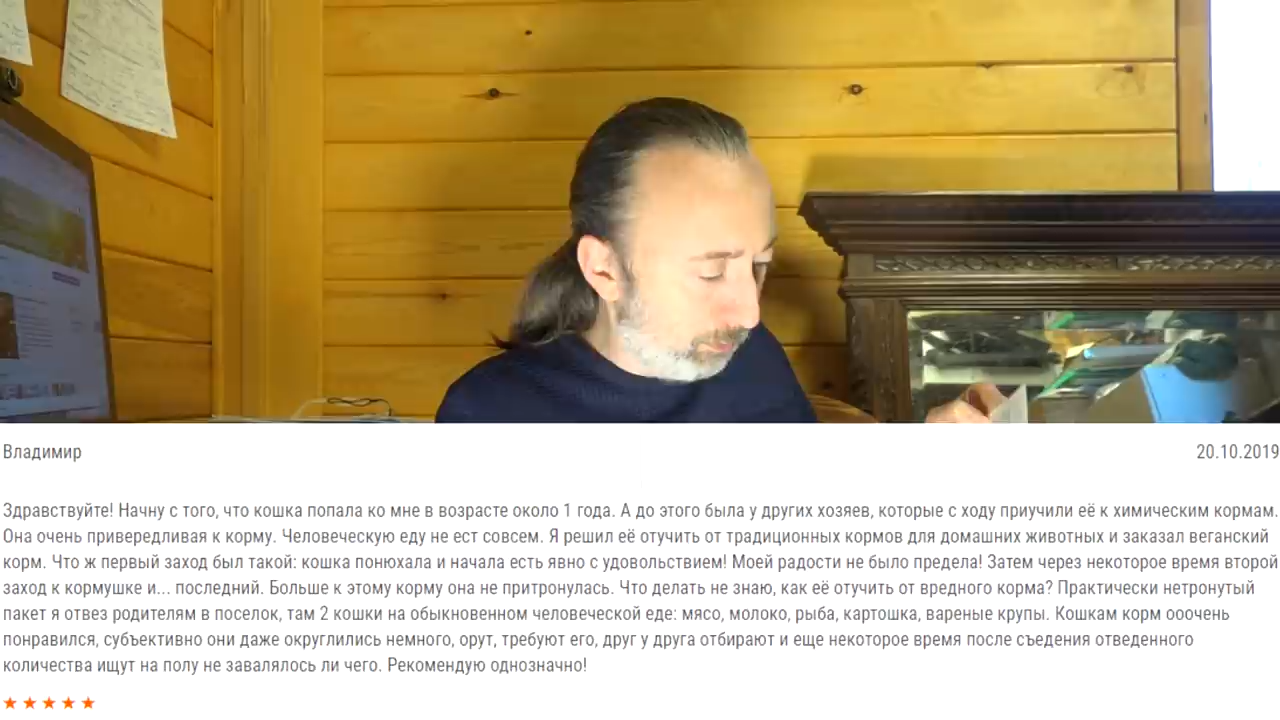 Владимир
20.10.2019
Здравствуйте! Начну с того, что кошка попала ко мне в возрасте около 1 года. А до этого была у других хозяев, которые с ходу приучили её к химическим кормам.
Она очень привередливая к корму. Человеческую еду не ест совсем. Я решил её отучить от традиционных кормов для домашних животных и заказал веганский
корм. Что ж первый заход был такой: кошка понюхала и начала есть явно с удовольствием! Моей радости не было предела! Затем через некоторое время второй
заход к кормушке и... последний. Больше к этому корму она не притронулась. Что делать не знаю, как её отучить от вредного корма? Практически нетронутый
пакет я отвез родителям в поселок, там 2 кошки на обыкновенном человеческой еде: мясо, молоко, рыба, картошка, вареные крупы. Кошкам корм ооочень
понравился, субъективно они даже округлились немного, орут, требуют его, друг у друга отбирают и еще некоторое время после съедения отведенного
количества ищут на полу не завалялось ли чего. Рекомендую однозначно!